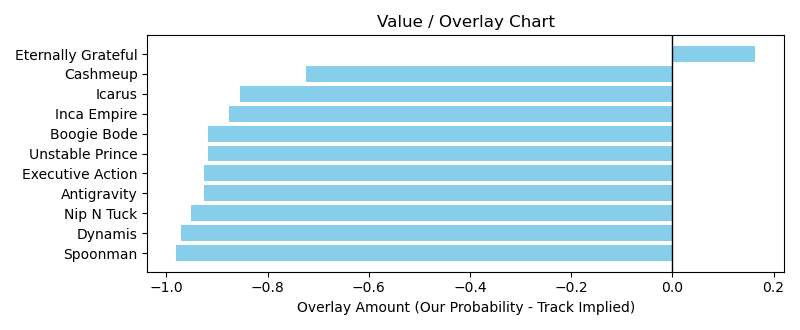 Value / Overlay Chart
Eternally Grateful
Cashmeup
Icarus
Inca Empire
Boogie Bode
Unstable Prince
Executive Action
Antigravity
Nip N Tuck
Dynamis
Spoonman
−1.0 −0.8 −0.6 −0.4 −0.2 0.0 0.2
Overlay Amount (Our Probability - Track Implied)